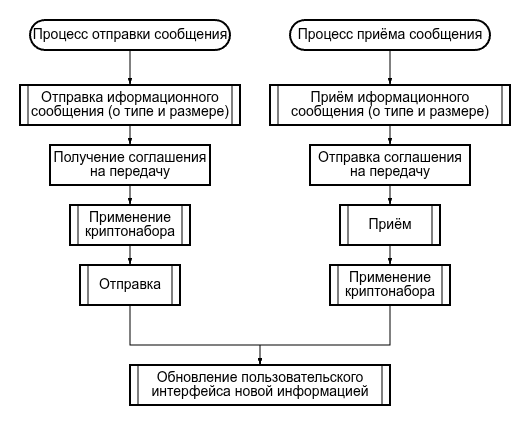 Процесс отправки сообщения
Отправка иформационного
сообщения (о типе и размере)
Получение соглашения
на передачу
Применение
криптонабора
Отправка
Процесс приёма сообщения
Приём иформационного
сообщения (о типе и размере)
Отправка соглашения
на передачу
Приём
Применение
криптонабора
Обновление пользовательского
интерфейса новой информацией